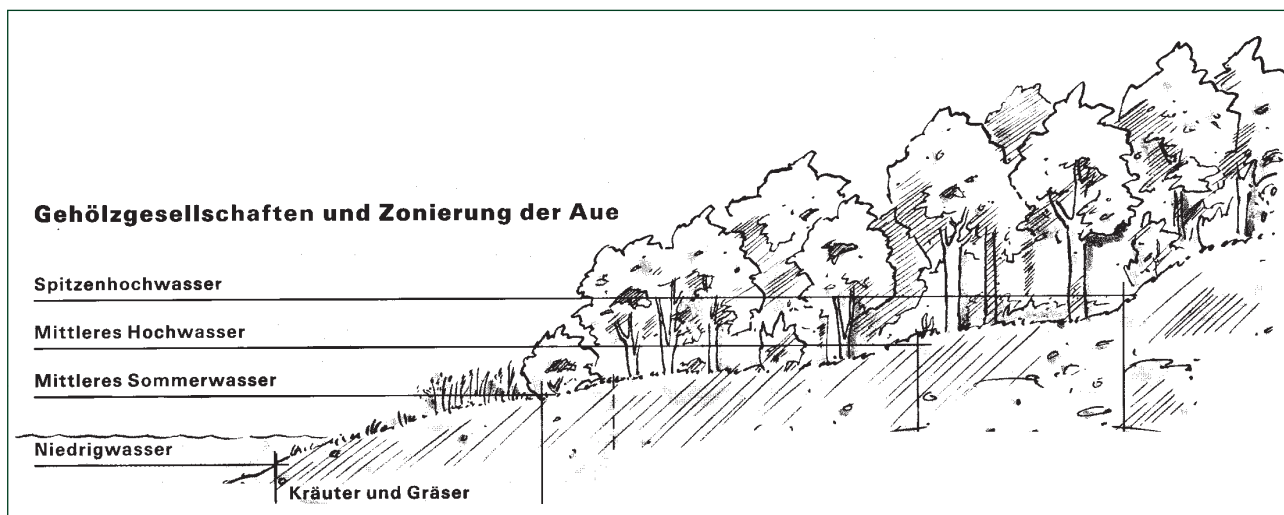 Gehölzgesellschaften und Zonierung der Aue
Spitzenhochwasser
Mittleres Hochwasser
Mittleres Sommerwasser
Niedrigwasser
Kräuter und Gräser